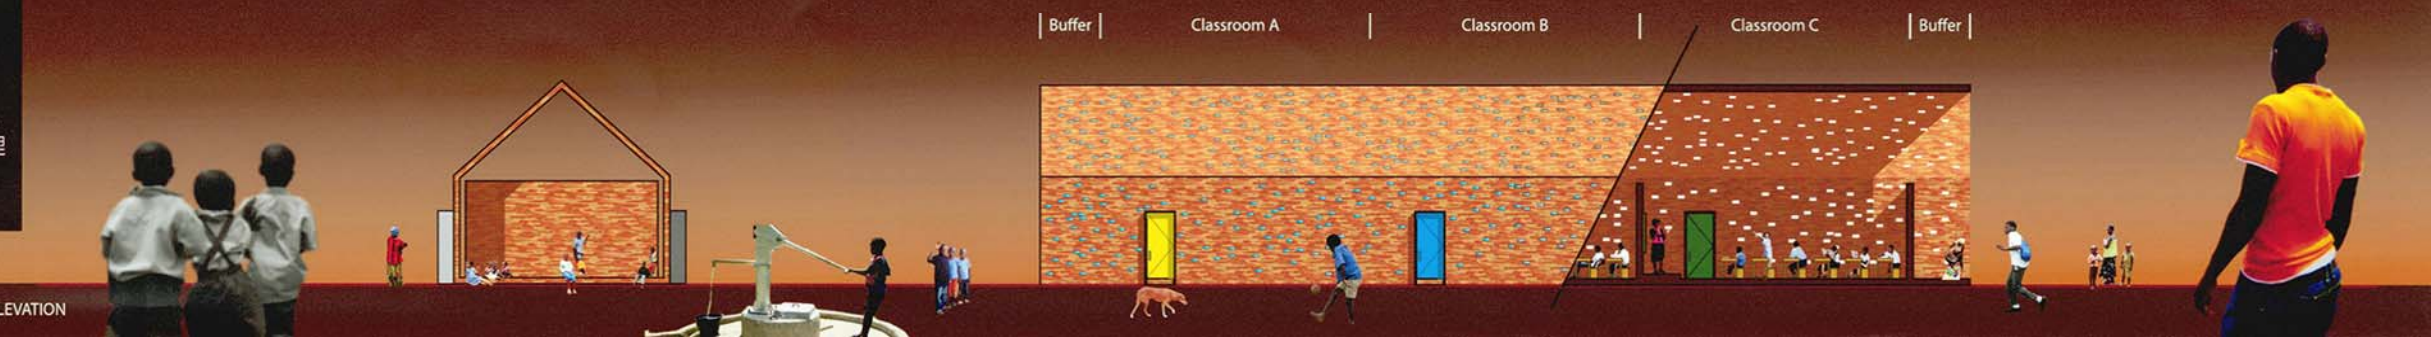 Buffer
Classroom A
Classroom B
Classroom C
Buffer
LEVATION